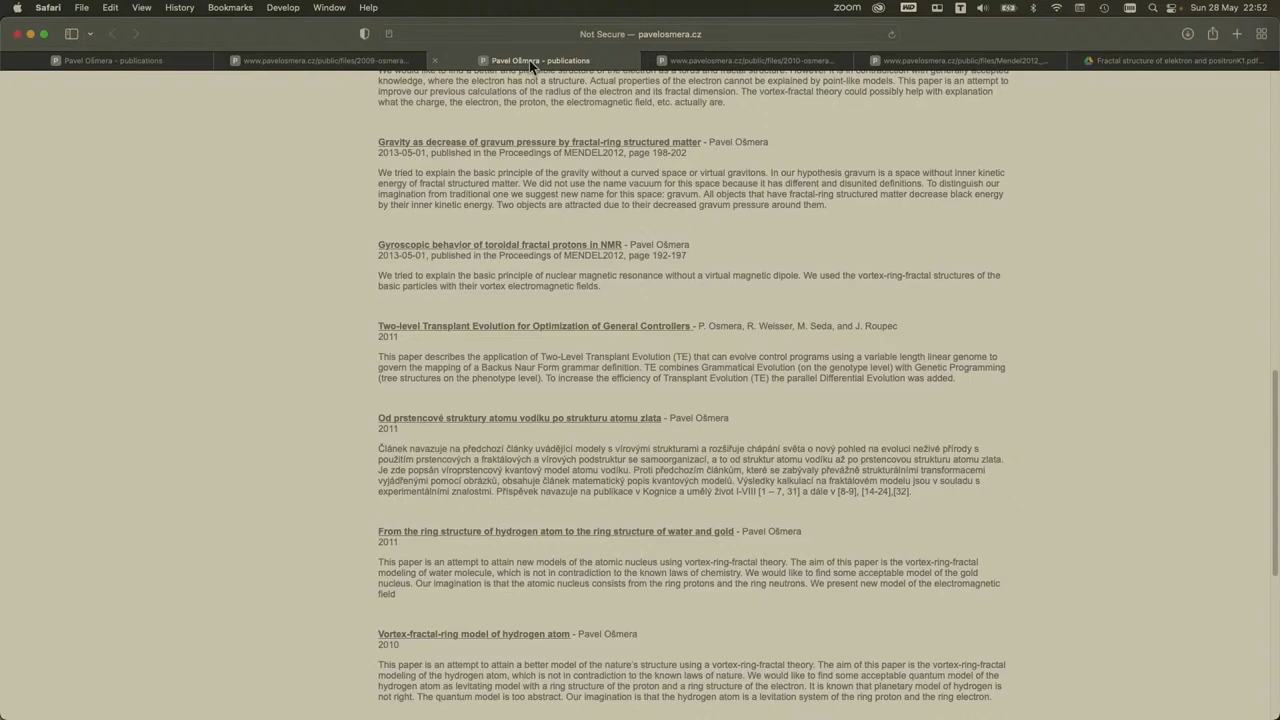 Safari File Edit View History Bookmarks Develop Window Help ZOOM Sun 28 May 22:52
Not Secure — pavelosmera.cz
Pavel Ošmera - publications www.pavelosmera.cz/public/files/2009-osmera... Pavel Ošmera - publications www.pavelosmera.cz/public/files/2010-osmera... www.pavelosmera.cz/public/files/Mendel2012_... Fractal structure of elektron and positronK1.pdf...
knowledge, where the electron has not a structure. Actual properties of the electron cannot be explained by point-like models. This paper is an attempt to
improve our previous calculations of the radius of the electron and its fractal dimension. The vortex-fractal theory could possibly help with explanation
what the charge, the electron, the proton, the electromagnetic field, etc. actually are.
Gravity as decrease of gravum pressure by fractal-ring structured matter - Pavel Ošmera
2013-05-01, published in the Proceedings of MENDEL2012, page 198-202
We tried to explain the basic principle of the gravity without a curved space or virtual gravitons. In our hypothesis gravum is a space without inner kinetic
energy of fractal structured matter. We did not use the name vacuum for this space because it has different and disunited definitions. To distinguish our
imagination from traditional one we suggest new name for this space: gravum. All objects that have fractal-ring structured matter decrease black energy
by their inner kinetic energy. Two objects are attracted due to their decreased gravum pressure around them.
Gyroscopic behavior of toroidal fractal protons in NMR - Pavel Ošmera
2013-05-01, published in the Proceedings of MENDEL2012, page 192-197
We tried to explain the basic principle of nuclear magnetic resonance without a virtual magnetic dipole. We used the vortex-ring-fractal structures of the
basic particles with their vortex electromagnetic fields.
Two-level Transplant Evolution for Optimization of General Controllers - P. Osmera, R. Weisser, M. Seda, and J. Roupec
2011
This paper describes the application of Two-Level Transplant Evolution (TE) that can evolve control programs using a variable length linear genome to
govern the mapping of a Backus Naur Form grammar definition. TE combines Grammatical Evolution (on the genotype level) with Genetic Programming
(tree structures on the phenotype level). To increase the efficiency of Transplant Evolution (TE) the parallel Differential Evolution was added.
Od prstencové struktury atomu vodíku po strukturu atomu zlata - Pavel Ošmera
2011
Článek navazuje na předchozí články uvádějící modely s vírovými strukturami a rozšiřuje chápání světa o nový pohled na evoluci neživé přírody s
použitím prstencových a fraktálových a vírových podstruktur se samoorganizací, a to od struktur atomu vodíku až po prstencovou strukturu atomu zlata.
Je zde popsán víroprstencový kvantový model atomu vodíku. Proti předchozím článkům, které se zabývaly převážně strukturálními transformacemi
vyjádřenými pomocí obrázků, obsahuje článek matematický popis kvantových modelů. Výsledky kalkulací na fraktálovém modelu jsou v souladu s
experimentálními znalostmi. Příspěvek navazuje na publikace v Kognice a umělý život I-VIII [1 – 7, 31] a dále v [8-9], [14-24],[32].
From the ring structure of hydrogen atom to the ring structure of water and gold - Pavel Ošmera
2011
This paper is an attempt to attain new models of the atomic nucleus using vortex-ring-fractal theory. The aim of this paper is the vortex-ring-fractal
modeling of water molecule, which is not in contradiction to the known laws of chemistry. We would like to find some acceptable model of the gold
nucleus. Our imagination is that the atomic nucleus consists from the ring protons and the ring neutrons. We present new model of the electromagnetic
field
Vortex-fractal-ring model of hydrogen atom - Pavel Ošmera
2010
This paper is an attempt to attain a better model of the nature's structure using a vortex-ring-fractal theory. The aim of this paper is the vortex-ring-fractal
modeling of the hydrogen atom, which is not in contradiction to the known laws of nature. We would like to find some acceptable quantum model of the
hydrogen atom as levitating model with a ring structure of the proton and a ring structure of the electron. It is known that planetary model of hydrogen is
not right. The quantum model is too abstract. Our imagination is that the hydrogen atom is a levitation system of the ring proton and the ring electron.